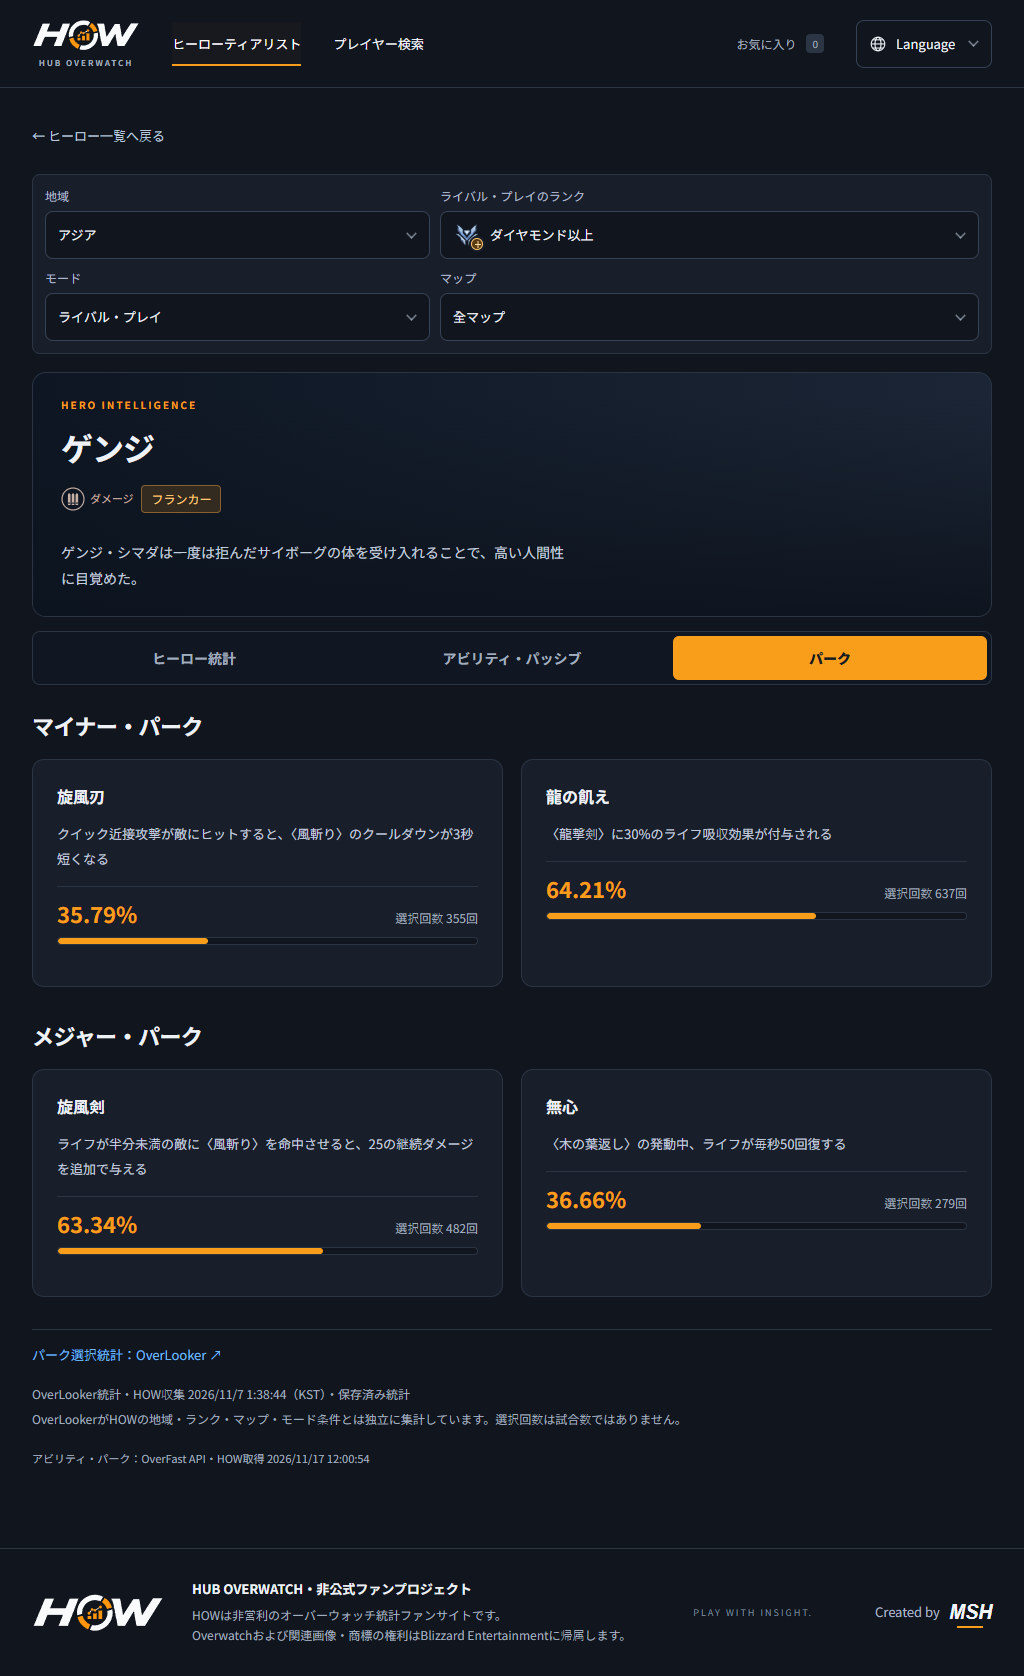 HOW
HUB OVERWATCH
ヒーローティアリスト
プレイヤー検索
お気に入り 0
Language
← ヒーロー一覧へ戻る
地域
ライバル・プレイのランク
アジア
ダイヤモンド以上
モード
マップ
ライバル・プレイ
全マップ
HERO INTELLIGENCE
ゲンジ
ダメージ
フランカー
ゲンジ・シマダは一度は拒んだサイボーグの体を受け入れることで、高い人間性
に目覚めた。
ヒーロー統計
アビリティ・パッシブ
パーク
マイナー・パーク
旋風刃
クイック近接攻撃が敵にヒットすると、〈風斬り〉のクールダウンが3秒
短くなる
35.79%
選択回数 355回
龍の飢え
〈龍撃剣〉に30%のライフ吸収効果が付与される
64.21%
選択回数 637回
メジャー・パーク
旋風剣
ライフが半分未満の敵に〈風斬り〉を命中させると、25の継続ダメージ
を追加で与える
63.34%
選択回数 482回
無心
〈木の葉返し〉の発動中、ライフが毎秒50回復する
36.66%
選択回数 279回
パーク選択統計：OverLooker ↗
OverLooker統計・HOW収集 2026/11/7 1:38:44（KST）・保存済み統計
OverLookerがHOWの地域・ランク・マップ・モード条件とは独立に集計しています。選択回数は試合数ではありません。
アビリティ・パーク：OverFast API・HOW取得 2026/11/17 12:00:54
HOW
HUB OVERWATCH・非公式ファンプロジェクト
HOWは非営利のオーバーウォッチ統計ファンサイトです。
Overwatchおよび関連画像・商標の権利はBlizzard Entertainmentに帰属します。
PLAY WITH INSIGHT.
Created by MSH